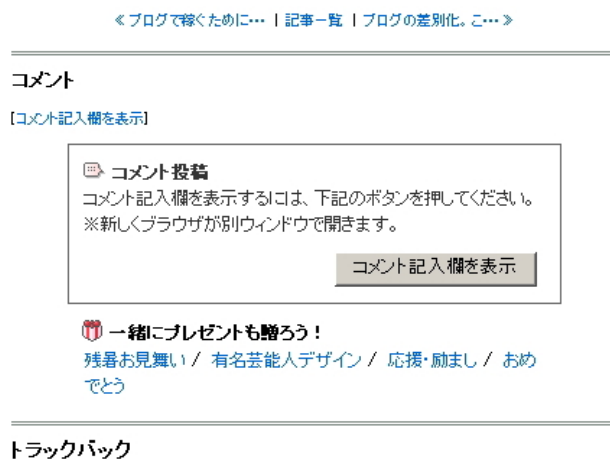 ≪ブログで稼ぐために… | 記事一覧 | ブログの差別化。こ…≫
コメント
[コメント記入欄を表示]
コメント投稿
コメント記入欄を表示するには、下記のボタンを押してください。
※新しくブラウザが別ウィンドウで開きます。
コメント記入欄を表示
一緒にプレゼントも贈ろう！
残暑お見舞い / 有名芸能人デザイン / 応援・励まし / おめ
でとう
トラックバック